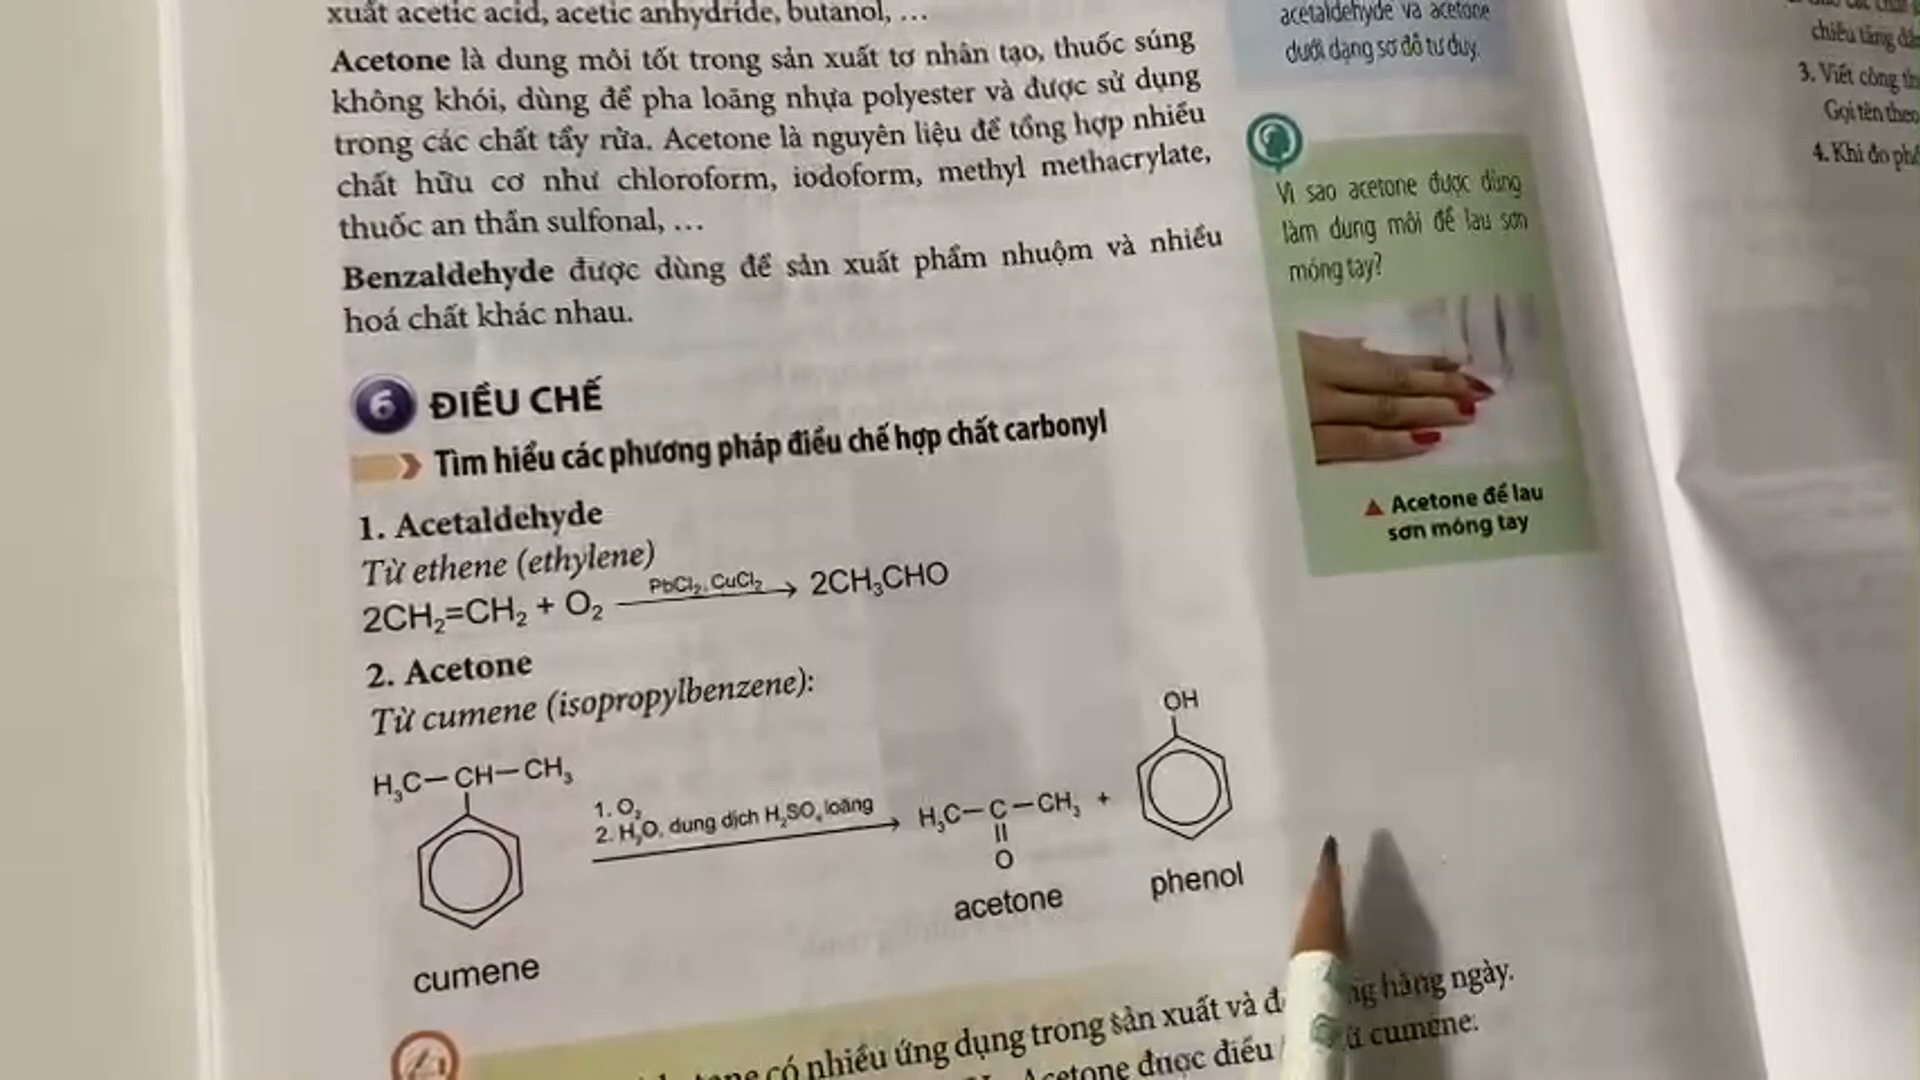 xuất acetic acid, acetic anhydride, butanol, …
Acetone là dung môi tốt trong sản xuất tơ nhân tạo, thuốc súng
không khói, dùng để pha loãng nhựa polyester và được sử dụng
trong các chất tẩy rửa. Acetone là nguyên liệu để tổng hợp nhiều
chất hữu cơ như chloroform, iodoform, methyl methacrylate,
thuốc an thần sulfonal, …
Benzaldehyde được dùng để sản xuất phẩm nhuộm và nhiều
hoá chất khác nhau.
6 ĐIỀU CHẾ
Tìm hiểu các phương pháp điều chế hợp chất carbonyl
1. Acetaldehyde
Từ ethene (ethylene)
PbCl₂, CuCl₂
2CH₂=CH₂ + O₂ → 2CH₃CHO
2. Acetone
Từ cumene (isopropylbenzene):
H₃C–CH–CH₃
1. O₂
2. H₂O, dung dịch H₂SO₄ loãng
H₃C–C–CH₃ +
O
OH
acetone
phenol
cumene
có nhiều ứng dụng trong sản xuất và
hàng ngày.
Acetone được điều
cumene:
acetaldehyde và acetone
dưới dạng sơ đồ tư duy.
Vì sao acetone được dùng
làm dung môi để lau sơn
móng tay?
▲ Acetone để lau
sơn móng tay
chiều tăng
3. Viết công
Gọi tên theo
4. Khi đo